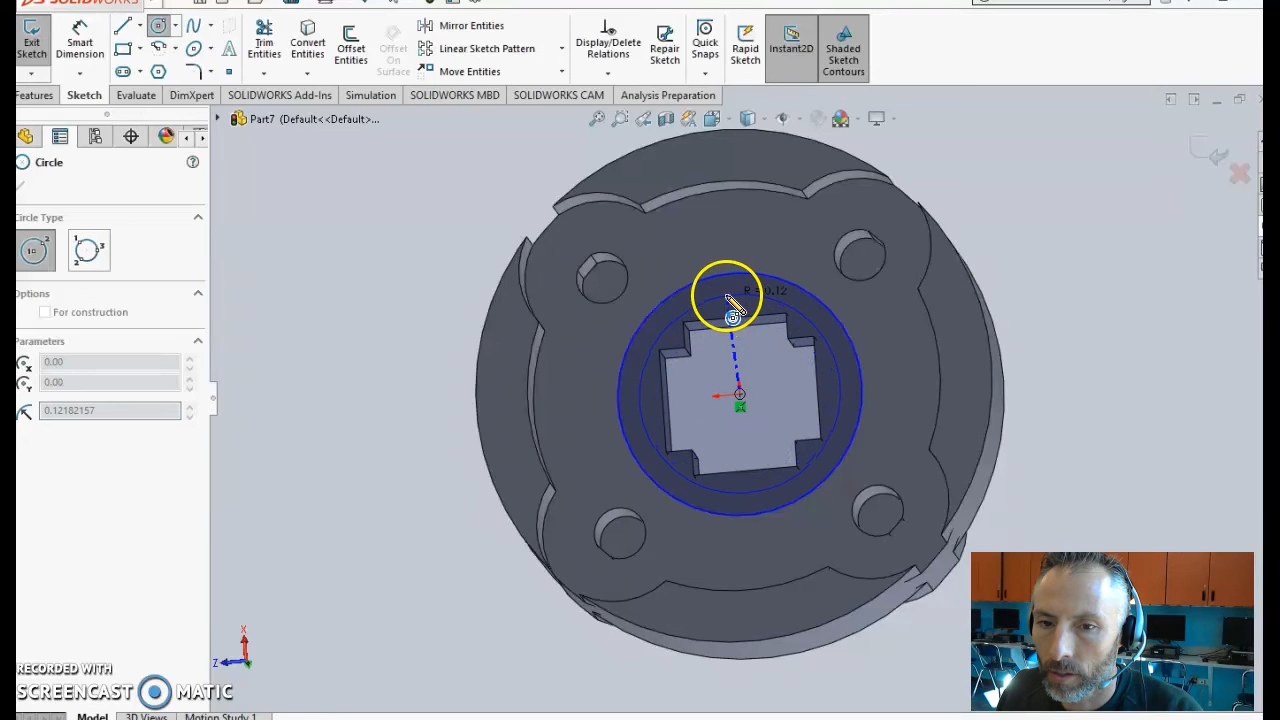 Exit Sketch
Smart Dimension
Trim Entities
Convert Entities
Offset Entities
Offset On Surface
Mirror Entities
Linear Sketch Pattern
Move Entities
Display/Delete Relations
Repair Sketch
Quick Snaps
Rapid Sketch
Instant2D
Shaded Sketch Contours
Features
Sketch
Evaluate
DimXpert
SOLIDWORKS Add-Ins
Simulation
SOLIDWORKS MBD
SOLIDWORKS CAM
Analysis Preparation
Part7 (Default<<Default>...
Circle
Circle Type
Options
For construction
Parameters
0.00
0.00
0.12182157
R = 0.12
X
Z
RECORDED WITH
SCREENCAST MATIC
Model
3D Views
Motion Study 1